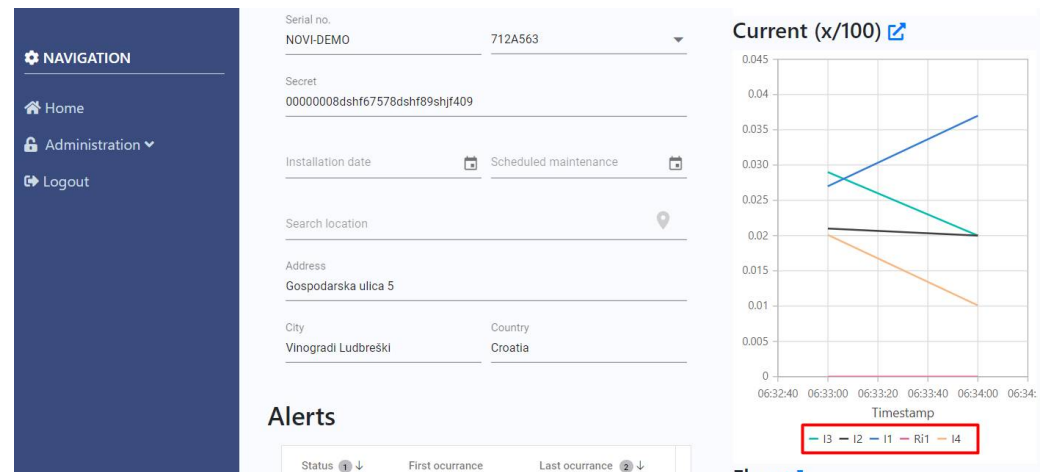 NAVIGATION
Home
Administration
Logout
Serial no.
NOVI-DEMO
712A563
Secret
00000008dshf67578dshf89shjf409
Installation date
Scheduled maintenance
Search location
Address
Gospodarska ulica 5
City
Country
Vinogradi Ludbreški
Croatia
Alerts
Status 1 ↓
First ocurrance
Last ocurrance 2 ↓
Current (x/100)
0.045
0.04
0.035
0.030
0.025
0.02
0.015
0.01
0.005
0
06:32:40 06:33:00 06:33:20 06:33:40 06:34:00 06:34:
Timestamp
I3 I2 I1 Ri1 I4